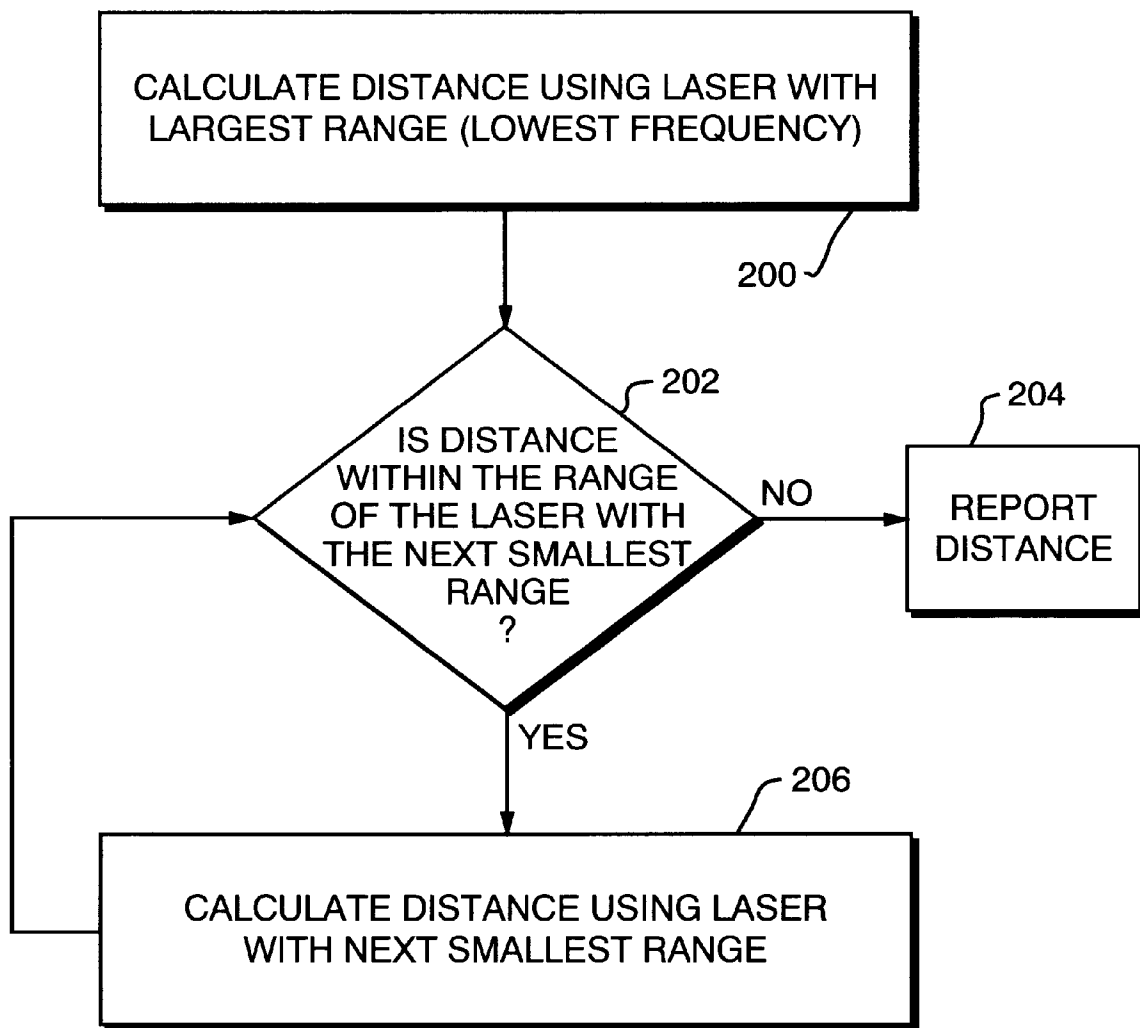 CALCULATE DISTANCE USING LASER WITH
LARGEST RANGE (LOWEST FREQUENCY)
200
202
IS DISTANCE
WITHIN THE RANGE
OF THE LASER WITH
THE NEXT SMALLEST
RANGE
?
NO
204
REPORT
DISTANCE
YES
206
CALCULATE DISTANCE USING LASER
WITH NEXT SMALLEST RANGE